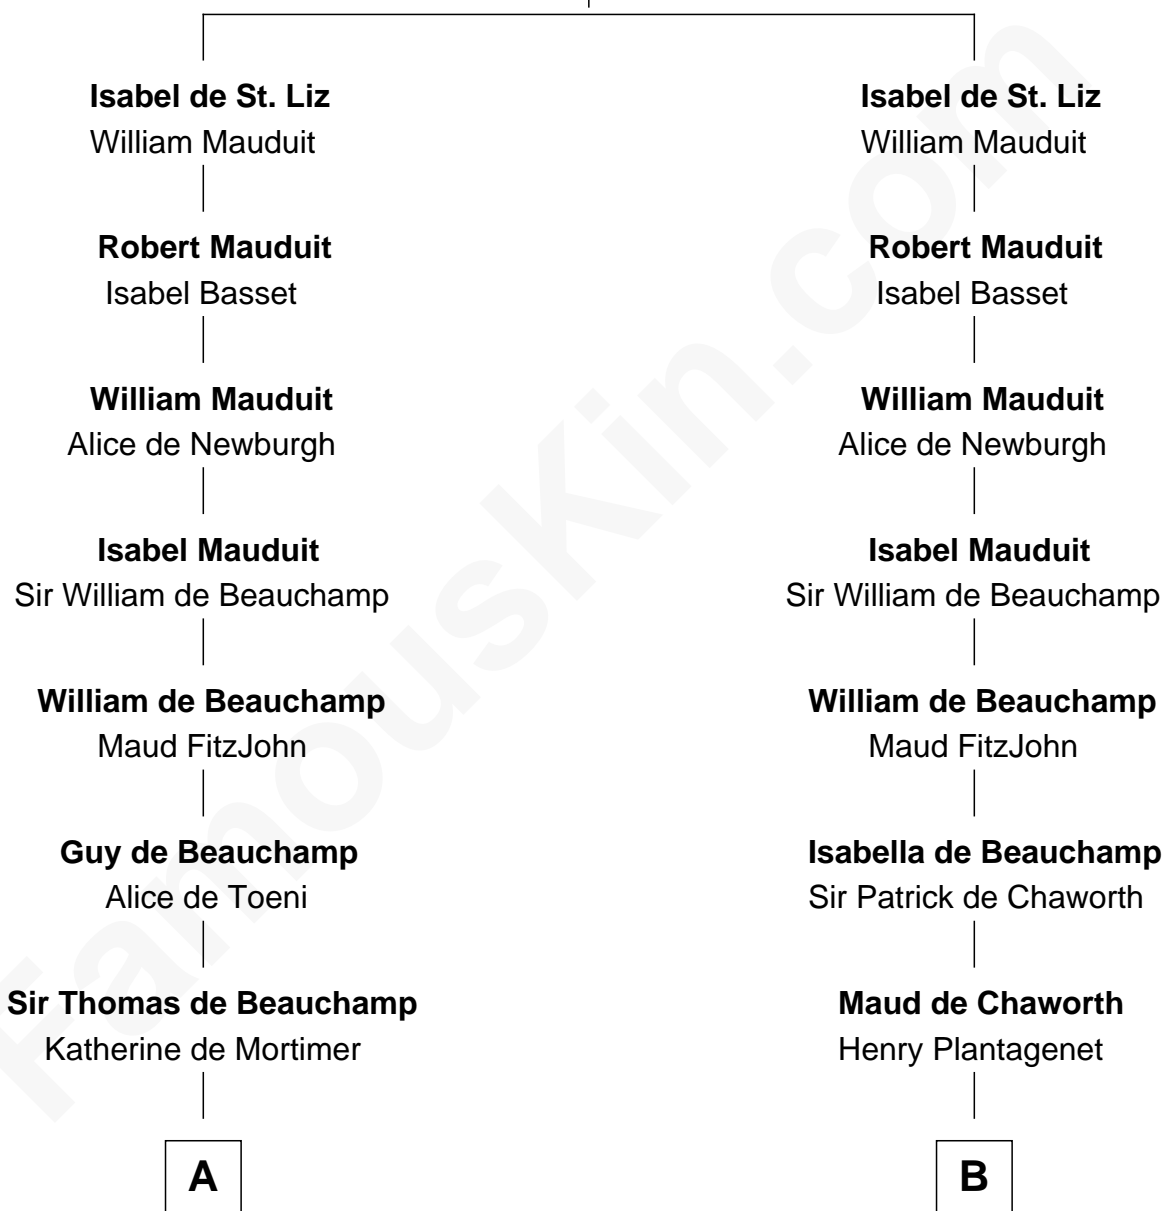 Isabel de St. Liz
William Mauduit
Robert Mauduit
Isabel Basset
William Mauduit
Alice de Newburgh
Isabel Mauduit
Sir William de Beauchamp
William de Beauchamp
Maud FitzJohn
Guy de Beauchamp
Alice de Toeni
Sir Thomas de Beauchamp
Katherine de Mortimer
A
Isabel de St. Liz
William Mauduit
Robert Mauduit
Isabel Basset
William Mauduit
Alice de Newburgh
Isabel Mauduit
Sir William de Beauchamp
William de Beauchamp
Maud FitzJohn
Isabella de Beauchamp
Sir Patrick de Chaworth
Maud de Chaworth
Henry Plantagenet
B
FamousKin.com